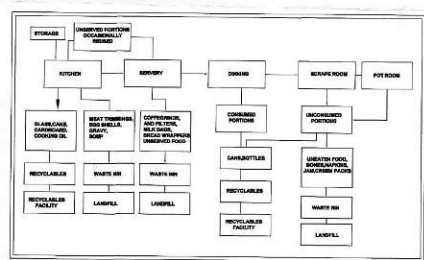 STORAGE
UNSERVED PORTIONS
OCCASIONALLY
REUSED
KITCHEN
SERVERY
DINNING
SCRAPE ROOM
POT ROOM
GLASS,CANS,
CARDBOARD,
COOKING OIL
MEAT TRIMMINGS,
EGG SHELLS,
GRAVY,
SOUP
COFFEGRINDS,
AND FILTERS,
MILK BAGS,
BREAD WRAPPERS
UNSERVED FOOD
CONSUMED
PORTIONS
UNCONSUMED
PORTIONS
CANS,BOTTLES
UNEATEN FOOD,
BONES,NAPKINS,
JAM,CREEN PACKS
RECYCLABLES
WASTE BIN
WASTE BIN
RECYCLABLES
WASTE BIN
RECYCLABLES
FACILITY
LANDFILL
LANDFILL
RECYCLABLES
FACILITY
LANDFILL